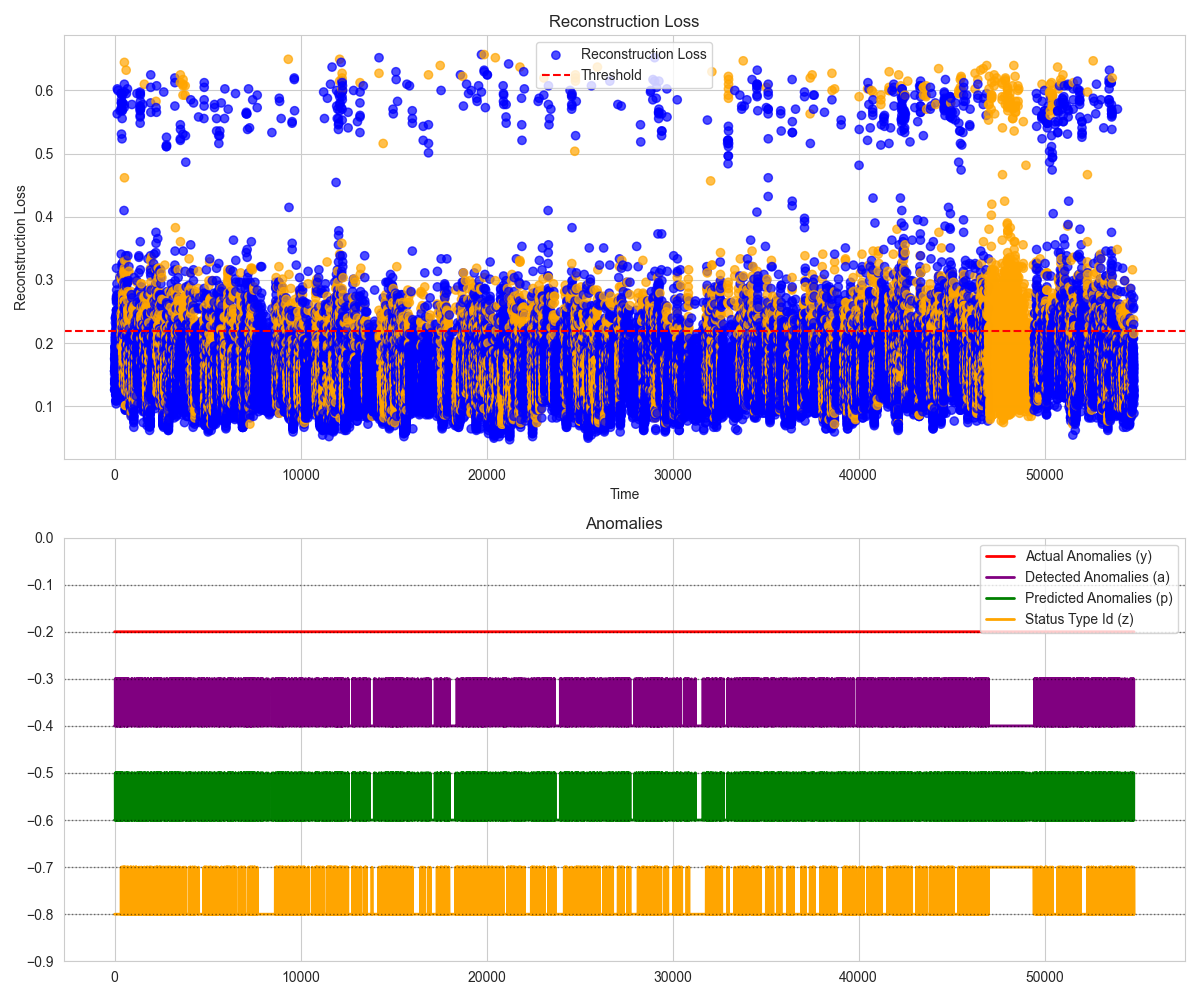 Reconstruction Loss
Reconstruction Loss
Threshold
Reconstruction Loss
0.6
0.5
0.4
0.3
0.2
0.1
0 10000 20000 30000 40000 50000
Time
Anomalies
0.0
−0.1
−0.2
−0.3
−0.4
−0.5
−0.6
−0.7
−0.8
−0.9
Actual Anomalies (y)
Detected Anomalies (a)
Predicted Anomalies (p)
Status Type Id (z)
0 10000 20000 30000 40000 50000